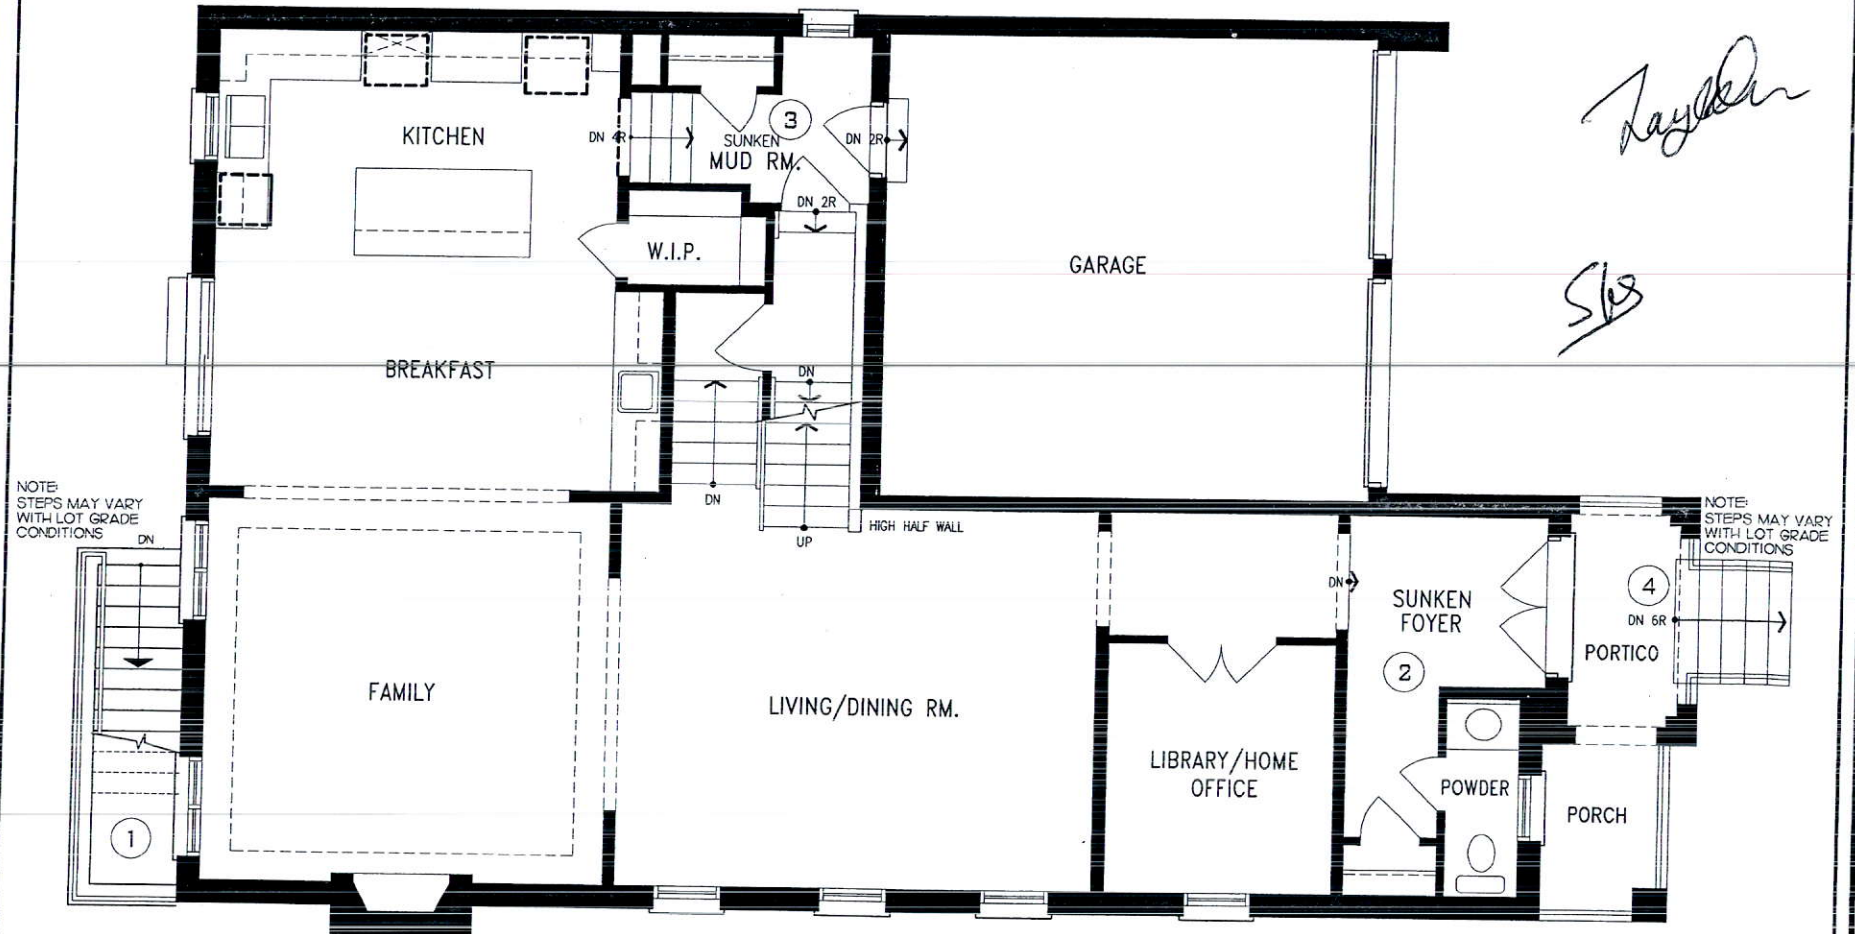 KITCHEN
DN 4R
SUNKEN
MUD RM.
3
DN 2R
DN 2R
W.I.P.
GARAGE
BREAKFAST
DN
DN
UP
HIGH HALF WALL
NOTE:
STEPS MAY VARY
WITH LOT GRADE
CONDITIONS
DN
1
FAMILY
LIVING/DINING RM.
LIBRARY/HOME
OFFICE
DN
SUNKEN
FOYER
2
POWDER
4
DN 6R
PORTICO
PORCH
NOTE:
STEPS MAY VARY
WITH LOT GRADE
CONDITIONS